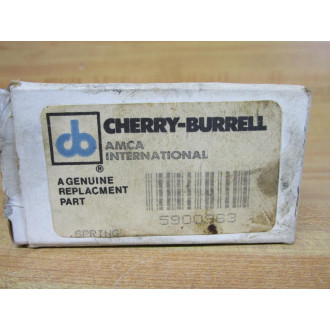 CHERRY-BURRELL
AMCA
INTERNATIONAL
cb
®
A GENUINE
REPLACMENT
PART
SPRING